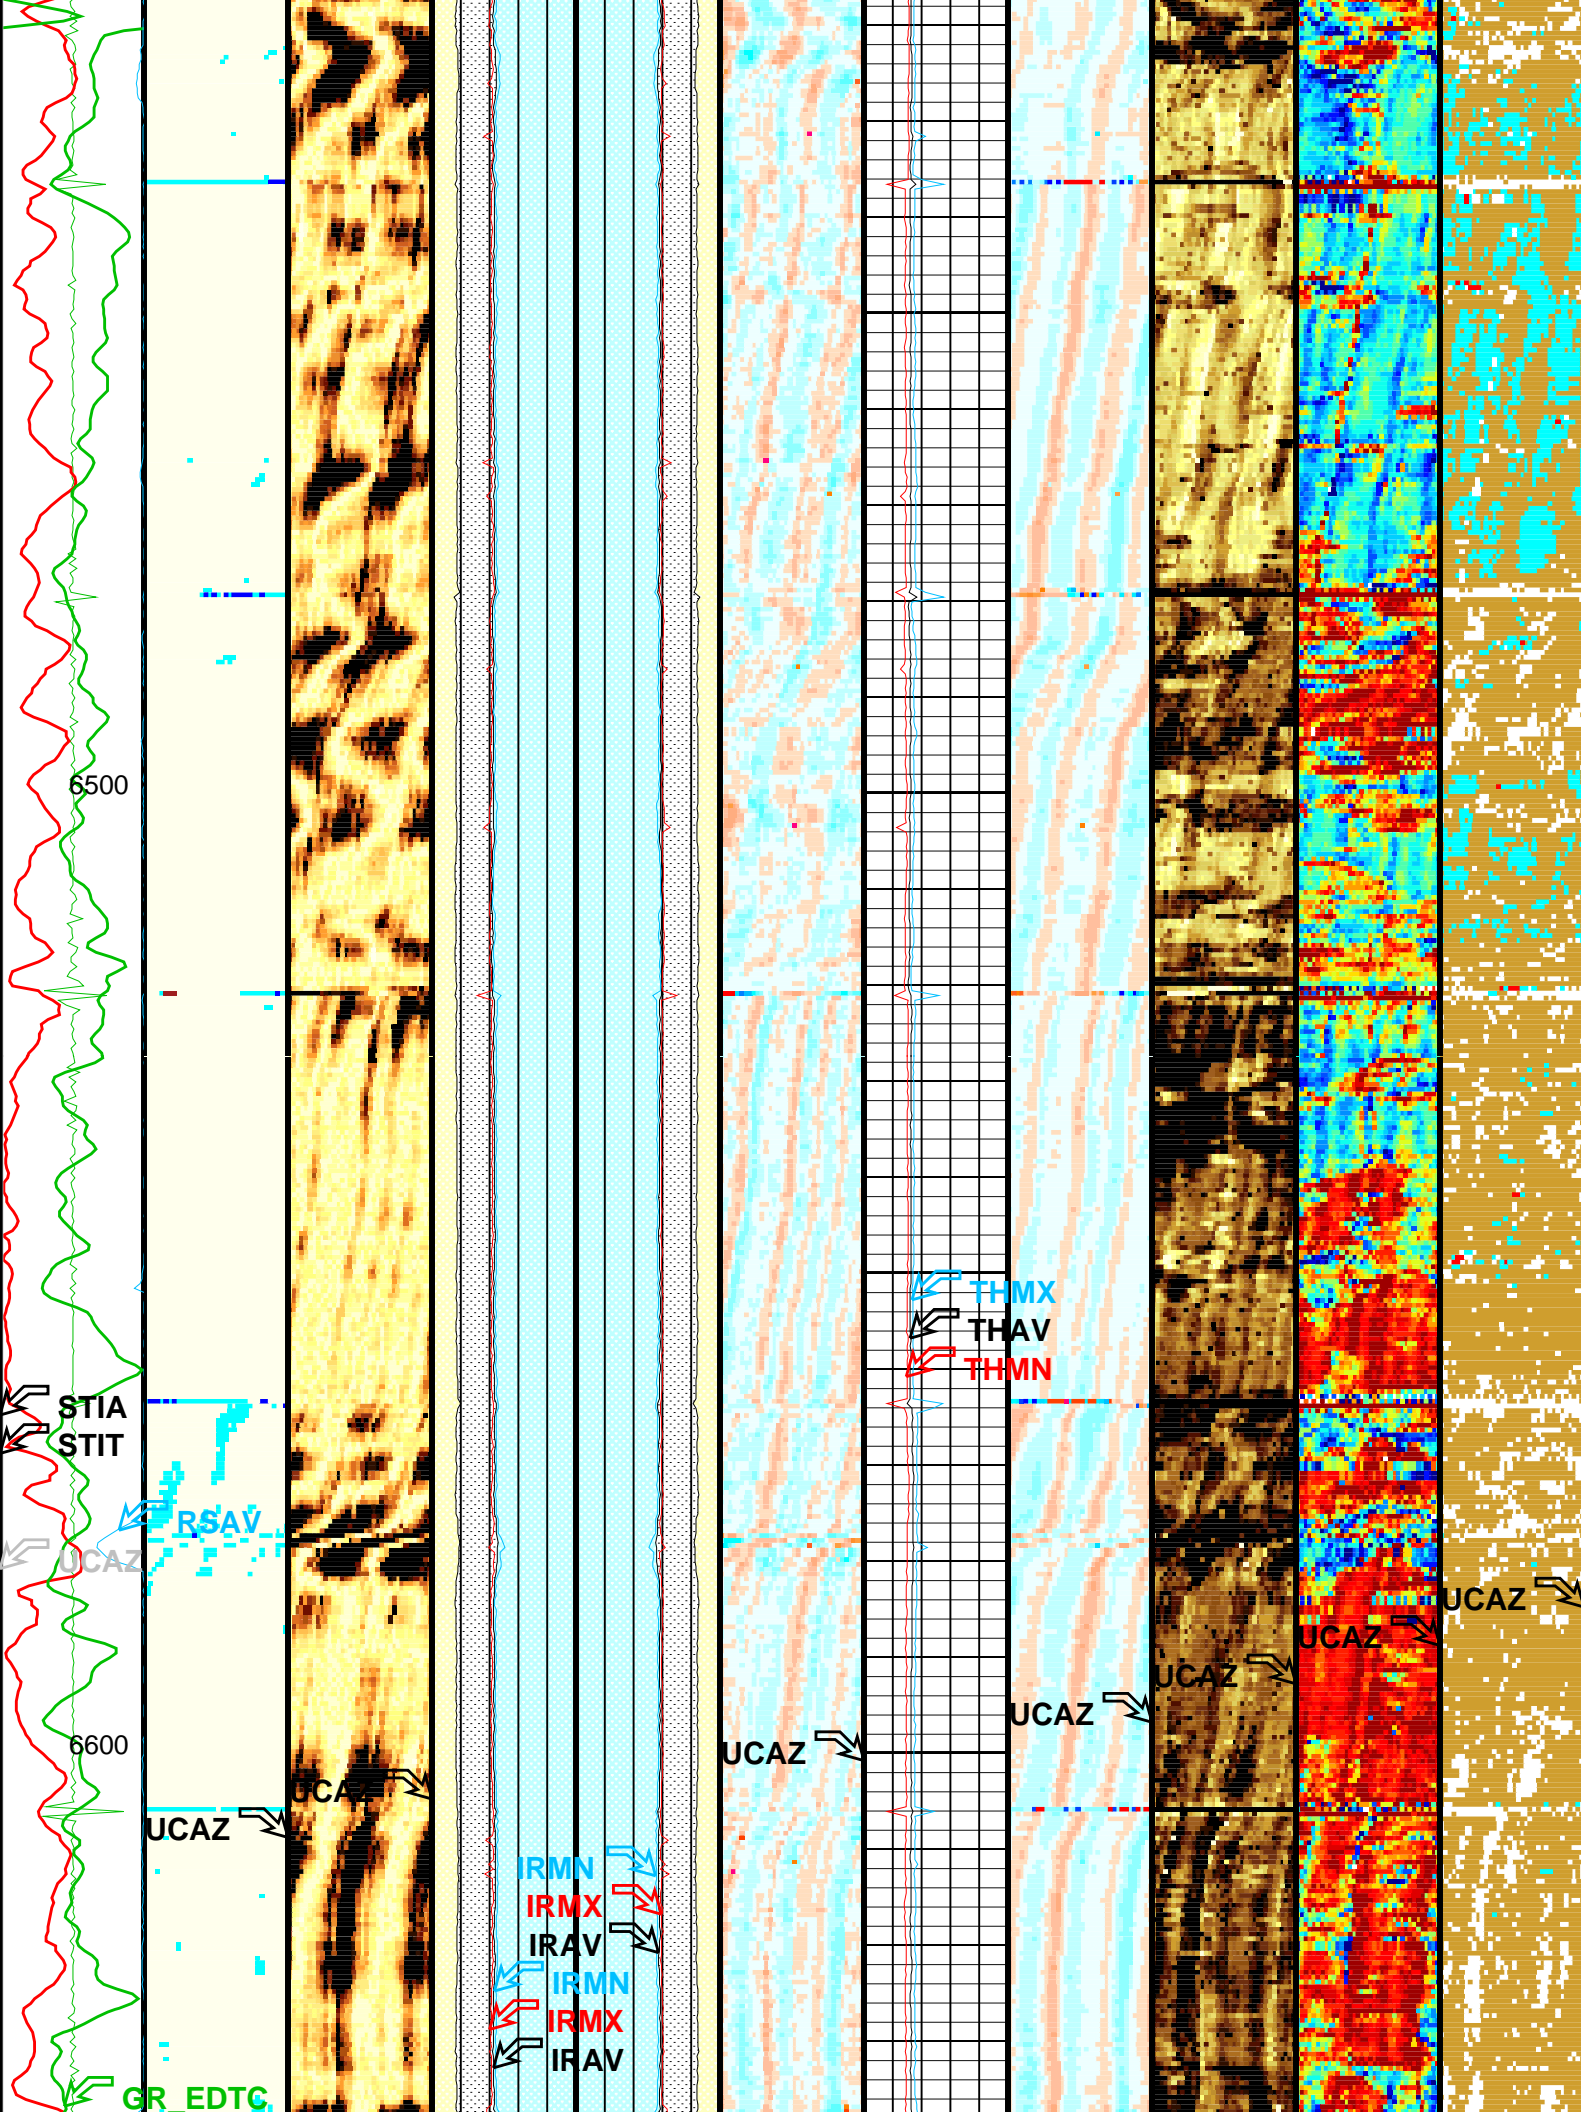 6500
THMX
THAV
THMN
STIA
STIT
RSAV
UCAZ
UCAZ
UCAZ
UCAZ
UCAZ
6600
UCAZ
UCAZ
UCAZ
IRMN
IRMX
IRAV
IRMN
IRMX
IRAV
GR_EDTC